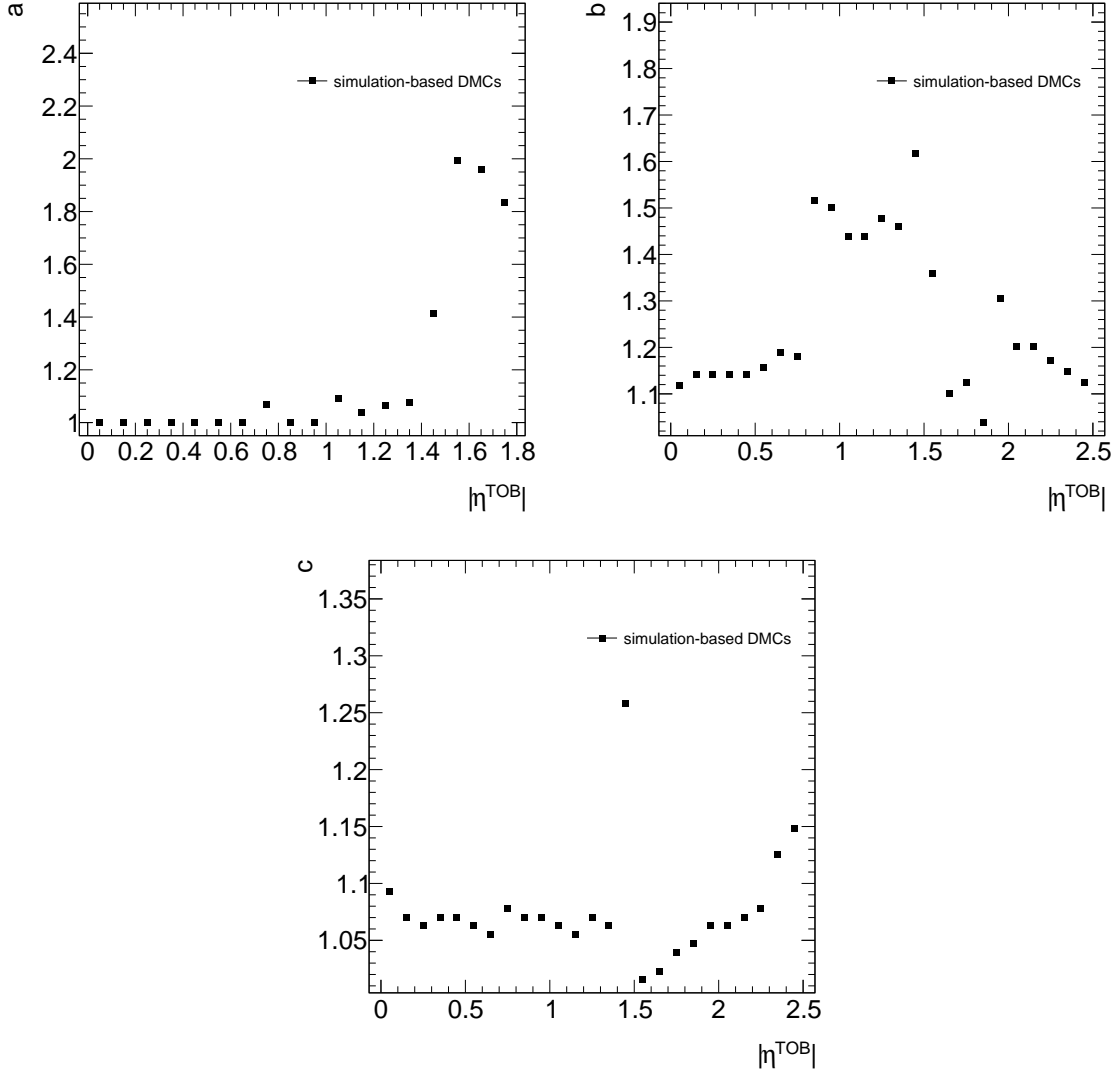 a
2.4
2.2
2
1.8
1.6
1.4
1.2
1
simulation-based DMCs
0 0.2 0.4 0.6 0.8 1 1.2 1.4 1.6 1.8
|η^TOB|
b
1.9
1.8
1.7
1.6
1.5
1.4
1.3
1.2
1.1
simulation-based DMCs
0 0.5 1 1.5 2 2.5
|η^TOB|
c
1.35
1.3
1.25
1.2
1.15
1.1
1.05
simulation-based DMCs
0 0.5 1 1.5 2 2.5
|η^TOB|